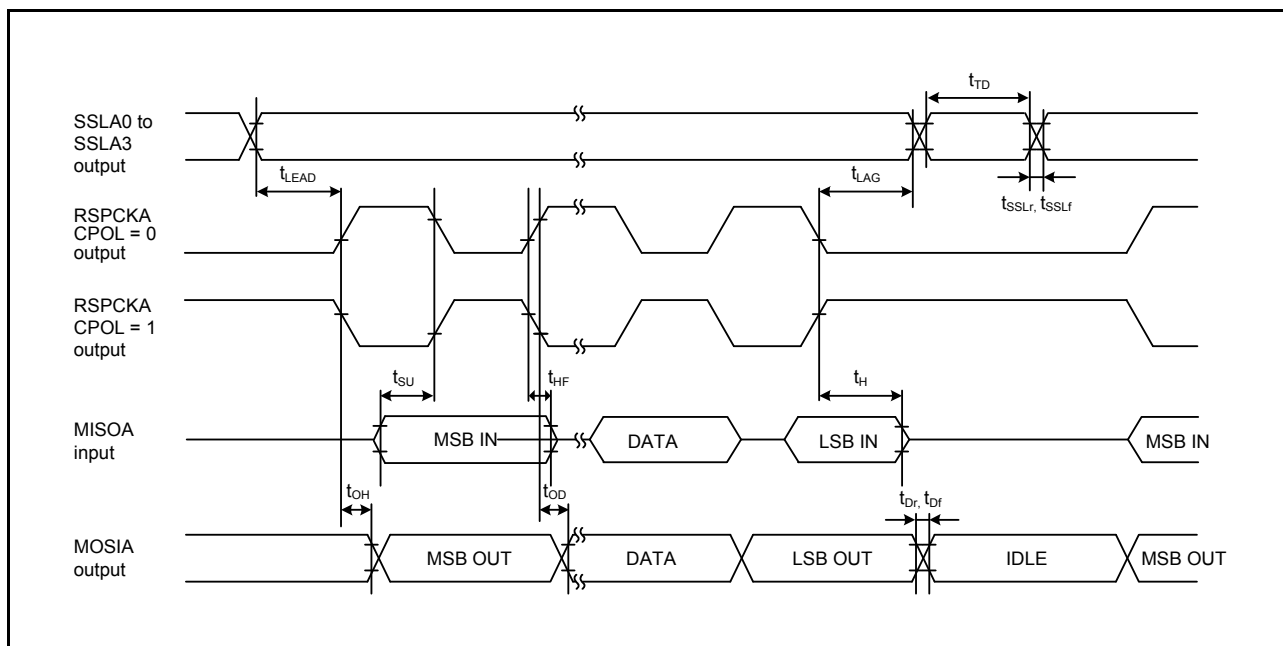 tTD
SSLA0 to
SSLA3
output
tLEAD
tLAG
tSSLr, tSSLf
RSPCKA
CPOL = 0
output
RSPCKA
CPOL = 1
output
tSU
tHF
tH
MISOA
input
MSB IN
DATA
LSB IN
MSB IN
tOH
tOD
tDr, tDf
MOSIA
output
MSB OUT
DATA
LSB OUT
IDLE
MSB OUT